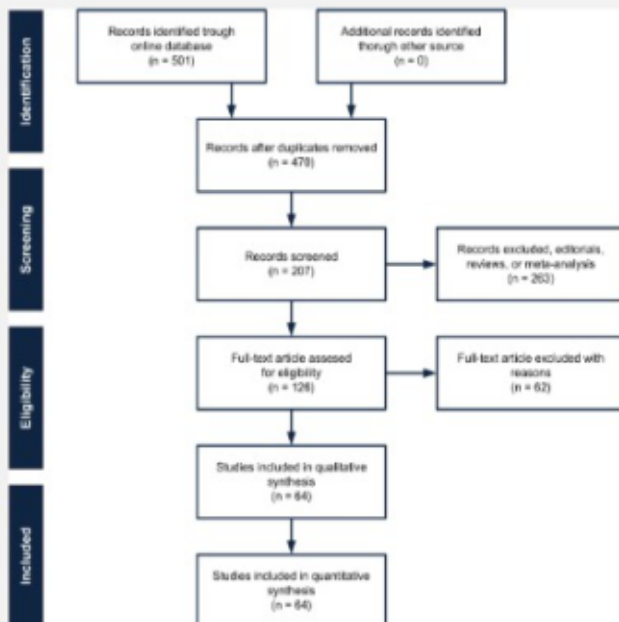 Identification
Records identified trough
online database
(n = 501)
Additional records identified
thorugh other source
(n = 0)
Records after duplicates removed
(n = 470)
Screening
Records screened
(n = 207)
Records excluded, editorials,
reviews, or meta-analysis
(n = 263)
Eligibility
Full-text article assessed
for eligibility
(n = 126)
Full-text article excluded with
reasons
(n = 62)
Studies included in qualitative
synthesis
(n = 64)
Included
Studies included in quantitative
synthesis
(n = 64)